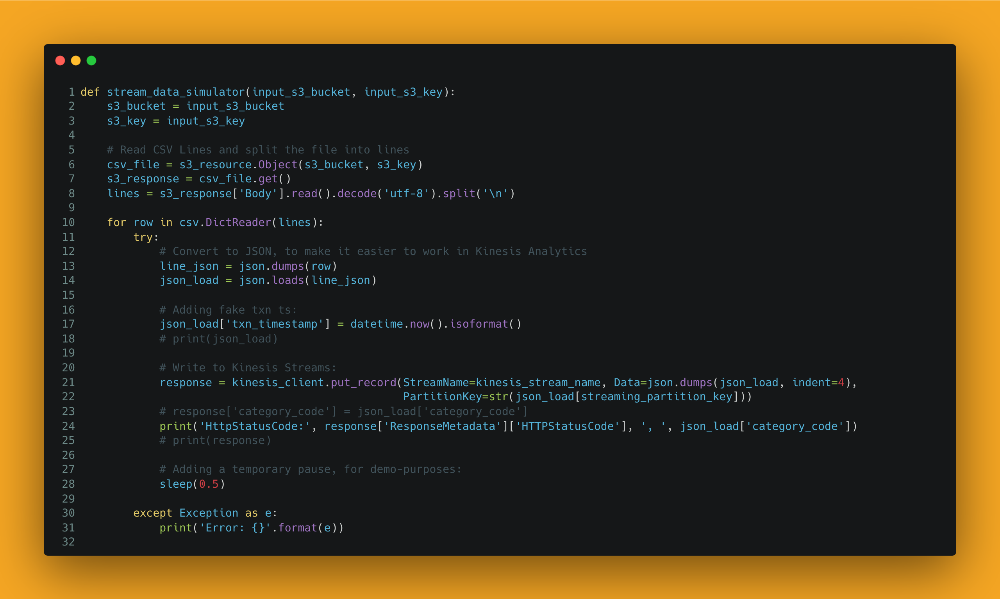 1 def stream_data_simulator(input_s3_bucket, input_s3_key):
2     s3_bucket = input_s3_bucket
3     s3_key = input_s3_key
4
5     # Read CSV Lines and split the file into lines
6     csv_file = s3_resource.Object(s3_bucket, s3_key)
7     s3_response = csv_file.get()
8     lines = s3_response['Body'].read().decode('utf-8').split('\n')
9
10     for row in csv.DictReader(lines):
11         try:
12             # Convert to JSON, to make it easier to work in Kinesis Analytics
13             line_json = json.dumps(row)
14             json_load = json.loads(line_json)
15
16             # Adding fake txn ts:
17             json_load['txn_timestamp'] = datetime.now().isoformat()
18             # print(json_load)
19
20             # Write to Kinesis Streams:
21             response = kinesis_client.put_record(StreamName=kinesis_stream_name, Data=json.dumps(json_load, indent=4),
22                                                  PartitionKey=str(json_load[streaming_partition_key]))
23             # response['category_code'] = json_load['category_code']
24             print('HttpStatusCode:', response['ResponseMetadata']['HTTPStatusCode'], ', ', json_load['category_code'])
25             # print(response)
26
27             # Adding a temporary pause, for demo-purposes:
28             sleep(0.5)
29
30         except Exception as e:
31             print('Error: {}'.format(e))
32